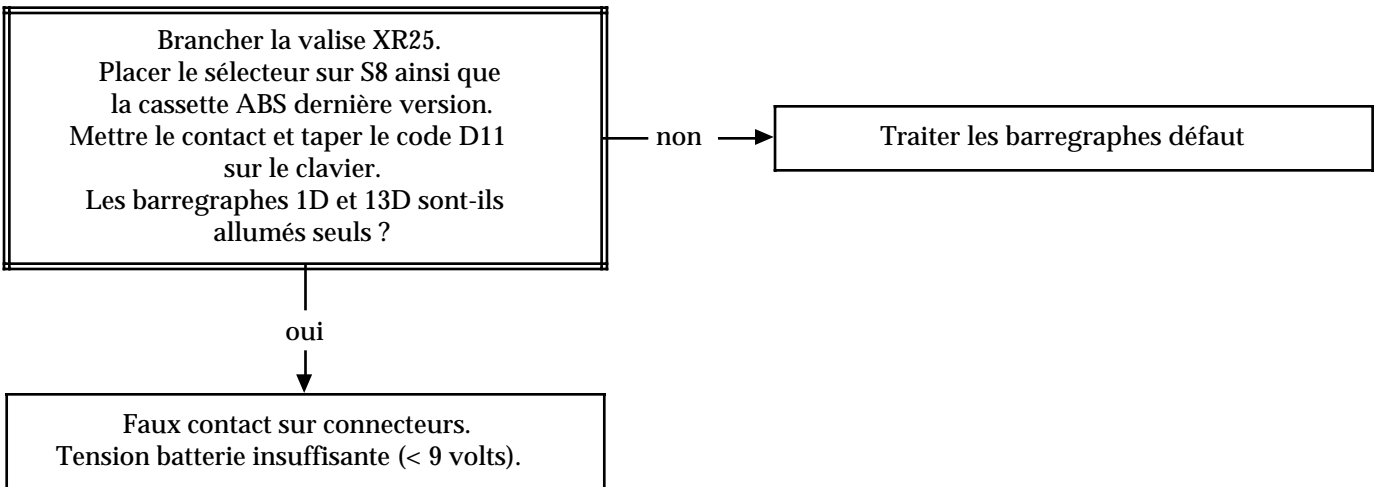 Brancher la valise XR25.
Placer le sélecteur sur S8 ainsi que
la cassette ABS dernière version.
Mettre le contact et taper le code D11
sur le clavier.
Les barregraphes 1D et 13D sont-ils
allumés seuls ?
non
Traiter les barregraphes défaut
oui
Faux contact sur connecteurs.
Tension batterie insuffisante (< 9 volts).